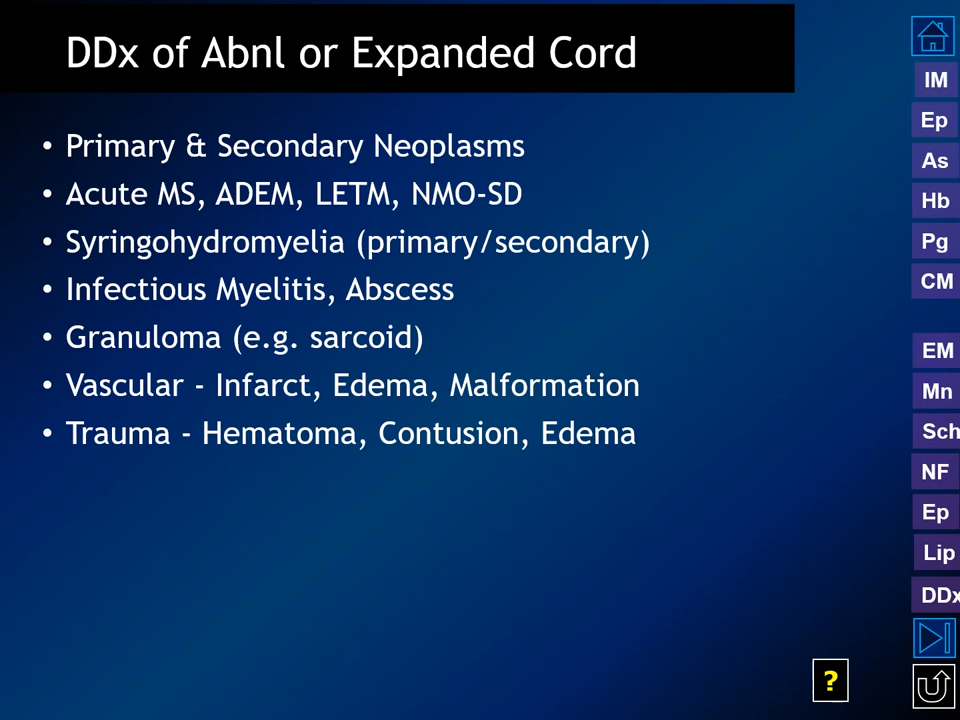 DDx of Abnl or Expanded Cord
• Primary & Secondary Neoplasms
• Acute MS, ADEM, LETM, NMO-SD
• Syringohydromyelia (primary/secondary)
• Infectious Myelitis, Abscess
• Granuloma (e.g. sarcoid)
• Vascular - Infarct, Edema, Malformation
• Trauma - Hematoma, Contusion, Edema
IM
Ep
As
Hb
Pg
CM
EM
Mn
Sch
NF
Ep
Lip
DDx
?